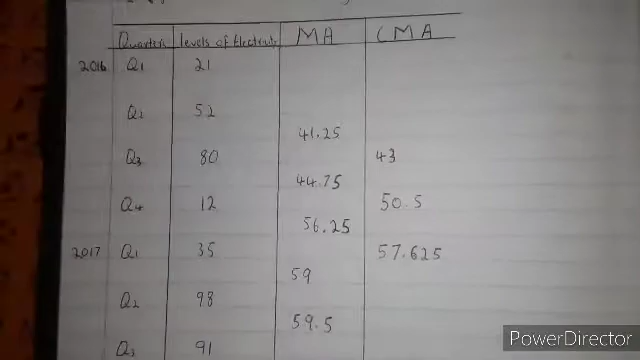 Quarters levels of Electricity MA CMA
2016 Q1 21
Q2 52
41.25
Q3 80 43
44.75
Q4 12 50.5
56.25
2017 Q1 35 57.625
59
Q2 98
59.5
Q3 91
PowerDirector